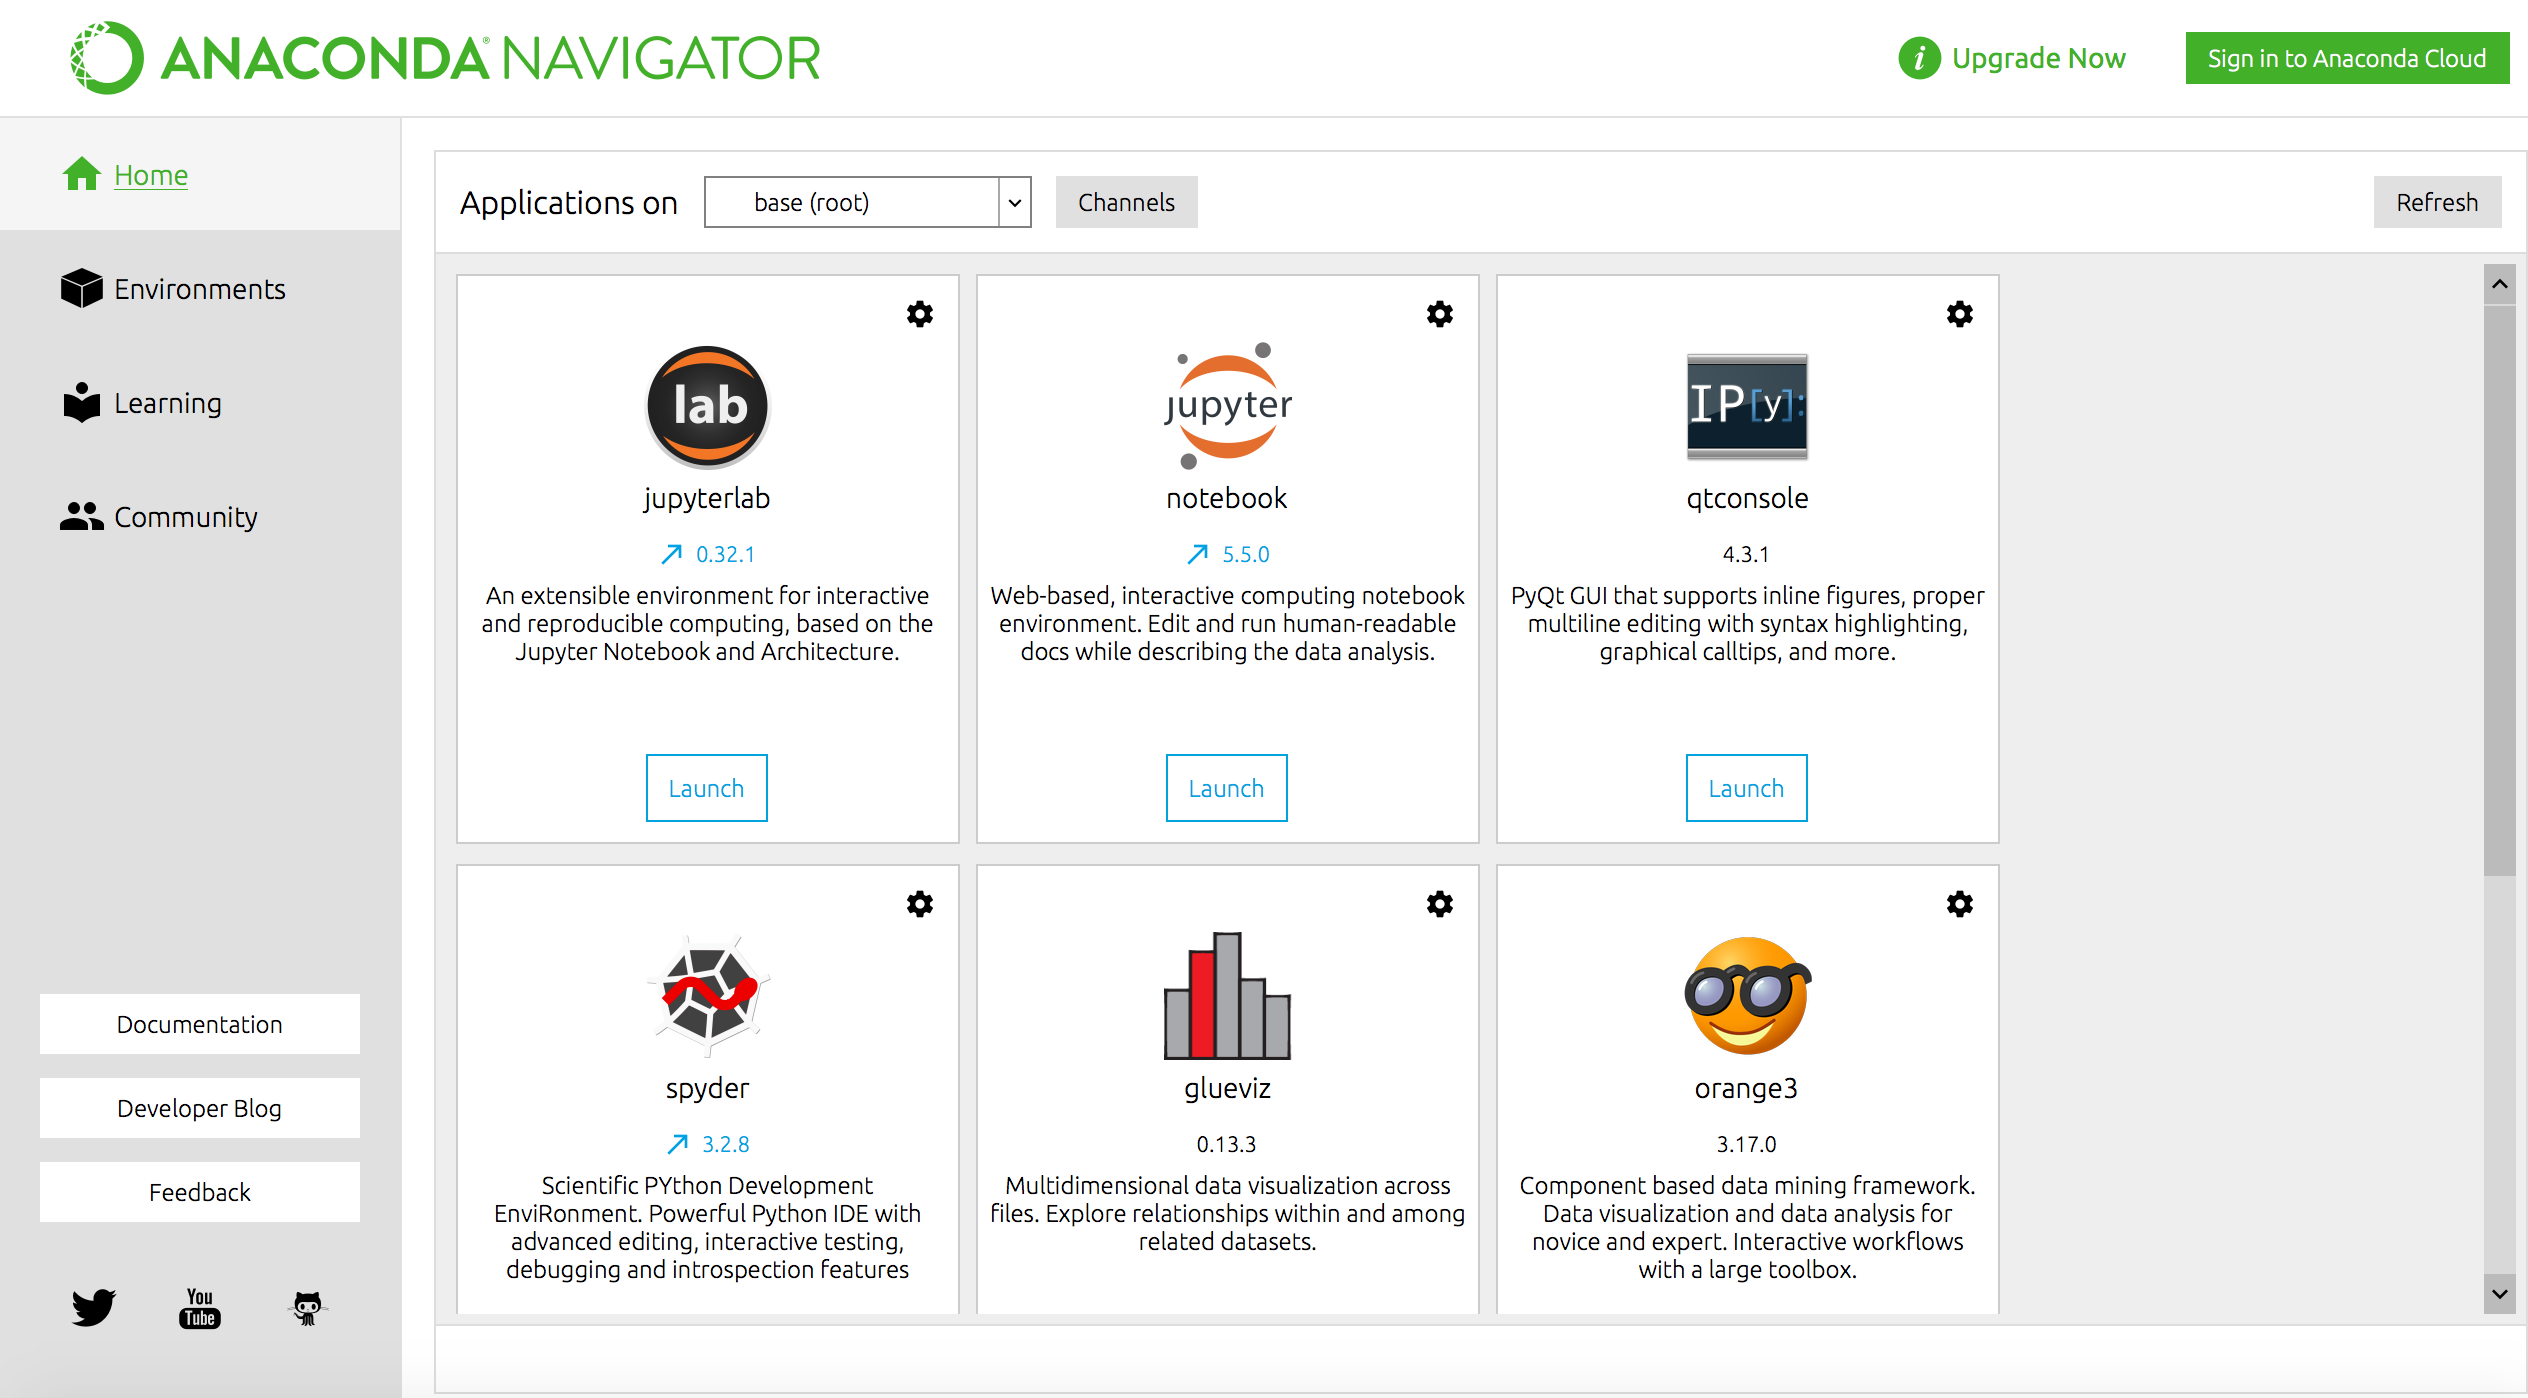 ANACONDA® NAVIGATOR
i Upgrade Now
Sign in to Anaconda Cloud
Home
Environments
Learning
Community
Documentation
Developer Blog
Feedback
You
Tube
Applications on
base (root)
Channels
Refresh
lab
jupyterlab
0.32.1
An extensible environment for interactive
and reproducible computing, based on the
Jupyter Notebook and Architecture.
Launch
jupyter
notebook
5.5.0
Web-based, interactive computing notebook
environment. Edit and run human-readable
docs while describing the data analysis.
Launch
IP[y]:
qtconsole
4.3.1
PyQt GUI that supports inline figures, proper
multiline editing with syntax highlighting,
graphical calltips, and more.
Launch
spyder
3.2.8
Scientific PYthon Development
EnviRonment. Powerful Python IDE with
advanced editing, interactive testing,
debugging and introspection features
glueviz
0.13.3
Multidimensional data visualization across
files. Explore relationships within and among
related datasets.
orange3
3.17.0
Component based data mining framework.
Data visualization and data analysis for
novice and expert. Interactive workflows
with a large toolbox.